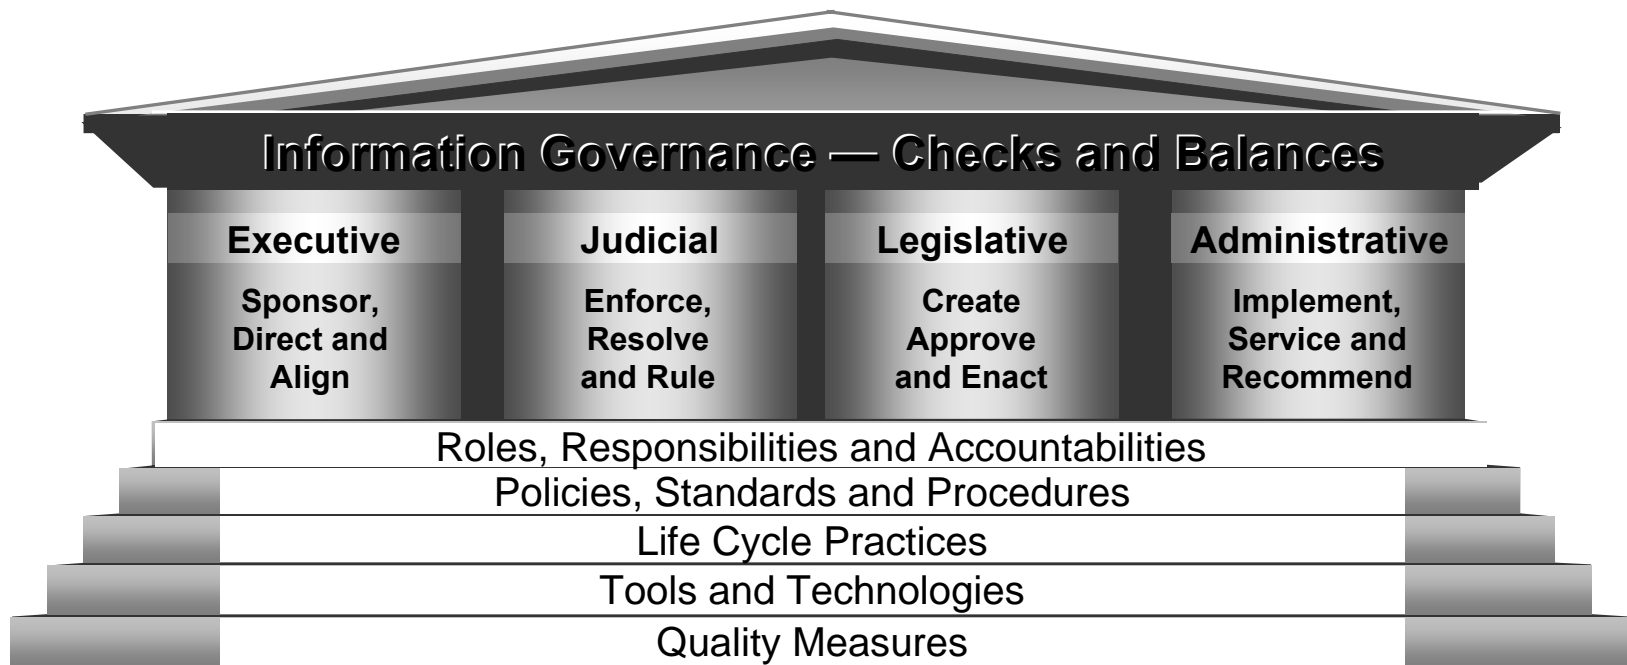 Information Governance — Checks and Balances
Executive
Sponsor,
Direct and
Align
Judicial
Enforce,
Resolve
and Rule
Legislative
Create
Approve
and Enact
Administrative
Implement,
Service and
Recommend
Roles, Responsibilities and Accountabilities
Policies, Standards and Procedures
Life Cycle Practices
Tools and Technologies
Quality Measures